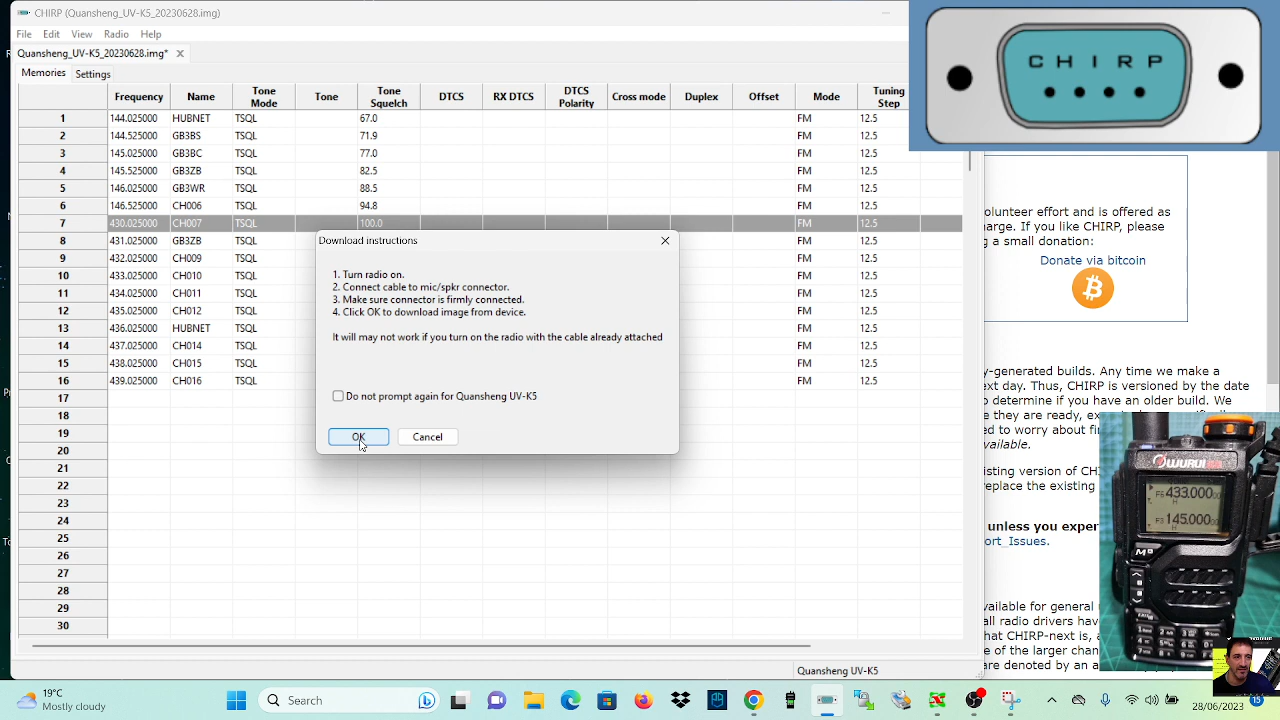 CHIRP (Quansheng_UV-K5_20230628.img)
File Edit View Radio Help
Quansheng_UV-K5_20230628.img*
Memories Settings
Frequency Name Tone Mode Tone Tone Squelch DTCS RX DTCS DTCS Polarity Cross mode Duplex Offset Mode Tuning Step
1 144.025000 HUBNET TSQL 67.0 FM 12.5
2 144.525000 GB3BS TSQL 71.9 FM 12.5
3 145.025000 GB3BC TSQL 77.0 FM 12.5
4 145.525000 GB3ZB TSQL 82.5 FM 12.5
5 146.025000 GB3WR TSQL 88.5 FM 12.5
6 146.525000 CH006 TSQL 94.8 FM 12.5
7 430.025000 CH007 TSQL 100.0 FM 12.5
8 431.025000 GB3ZB TSQL FM 12.5
9 432.025000 CH009 TSQL FM 12.5
10 433.025000 CH010 TSQL FM 12.5
11 434.025000 CH011 TSQL FM 12.5
12 435.025000 CH012 TSQL FM 12.5
13 436.025000 HUBNET TSQL FM 12.5
14 437.025000 CH014 TSQL FM 12.5
15 438.025000 CH015 TSQL FM 12.5
16 439.025000 CH016 TSQL FM 12.5
17
18
19
20
21
22
23
24
25
26
27
28
29
30
Download instructions
1. Turn radio on.
2. Connect cable to mic/spkr connector.
3. Make sure connector is firmly connected.
4. Click OK to download image from device.
It will may not work if you turn on the radio with the cable already attached
Do not prompt again for Quansheng UV-K5
OK Cancel
Quansheng UV-K5
CHIRP
olunteer effort and is offered as
arge. If you like CHIRP, please
g a small donation:
Donate via bitcoin
y-generated builds. Any time we make a
ext day. Thus, CHIRP is versioned by the date
o determine if you have an older build. We
they are ready, ex
d to worry about fi
vailable.
isting version of CH
replace the existing
unless you exper
ort_Issues.
vailable for general
all radio drivers hav
hat CHIRP-next is, a
e of the larger chan
are denoted by an
433.000
145.000
19°C
Mostly cloudy
Search
28/06/2023
15